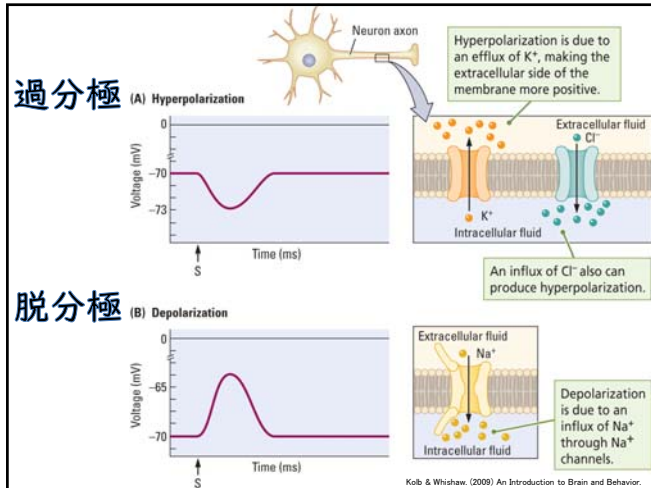 Neuron axon
Hyperpolarization is due to
an efflux of K⁺, making the
extracellular side of the
membrane more positive.
過分極
(A) Hyperpolarization
0
-70
-73
Voltage (mV)
Time (ms)
S
Extracellular fluid
Cl⁻
K⁺
Intracellular fluid
An influx of Cl⁻ also can
produce hyperpolarization.
脱分極
(B) Depolarization
0
-65
-70
Voltage (mV)
Time (ms)
S
Extracellular fluid
Na⁺
Intracellular fluid
Depolarization
is due to an
influx of Na⁺
through Na⁺
channels.
Kolb & Whishaw. (2009) An Introduction to Brain and Behavior.